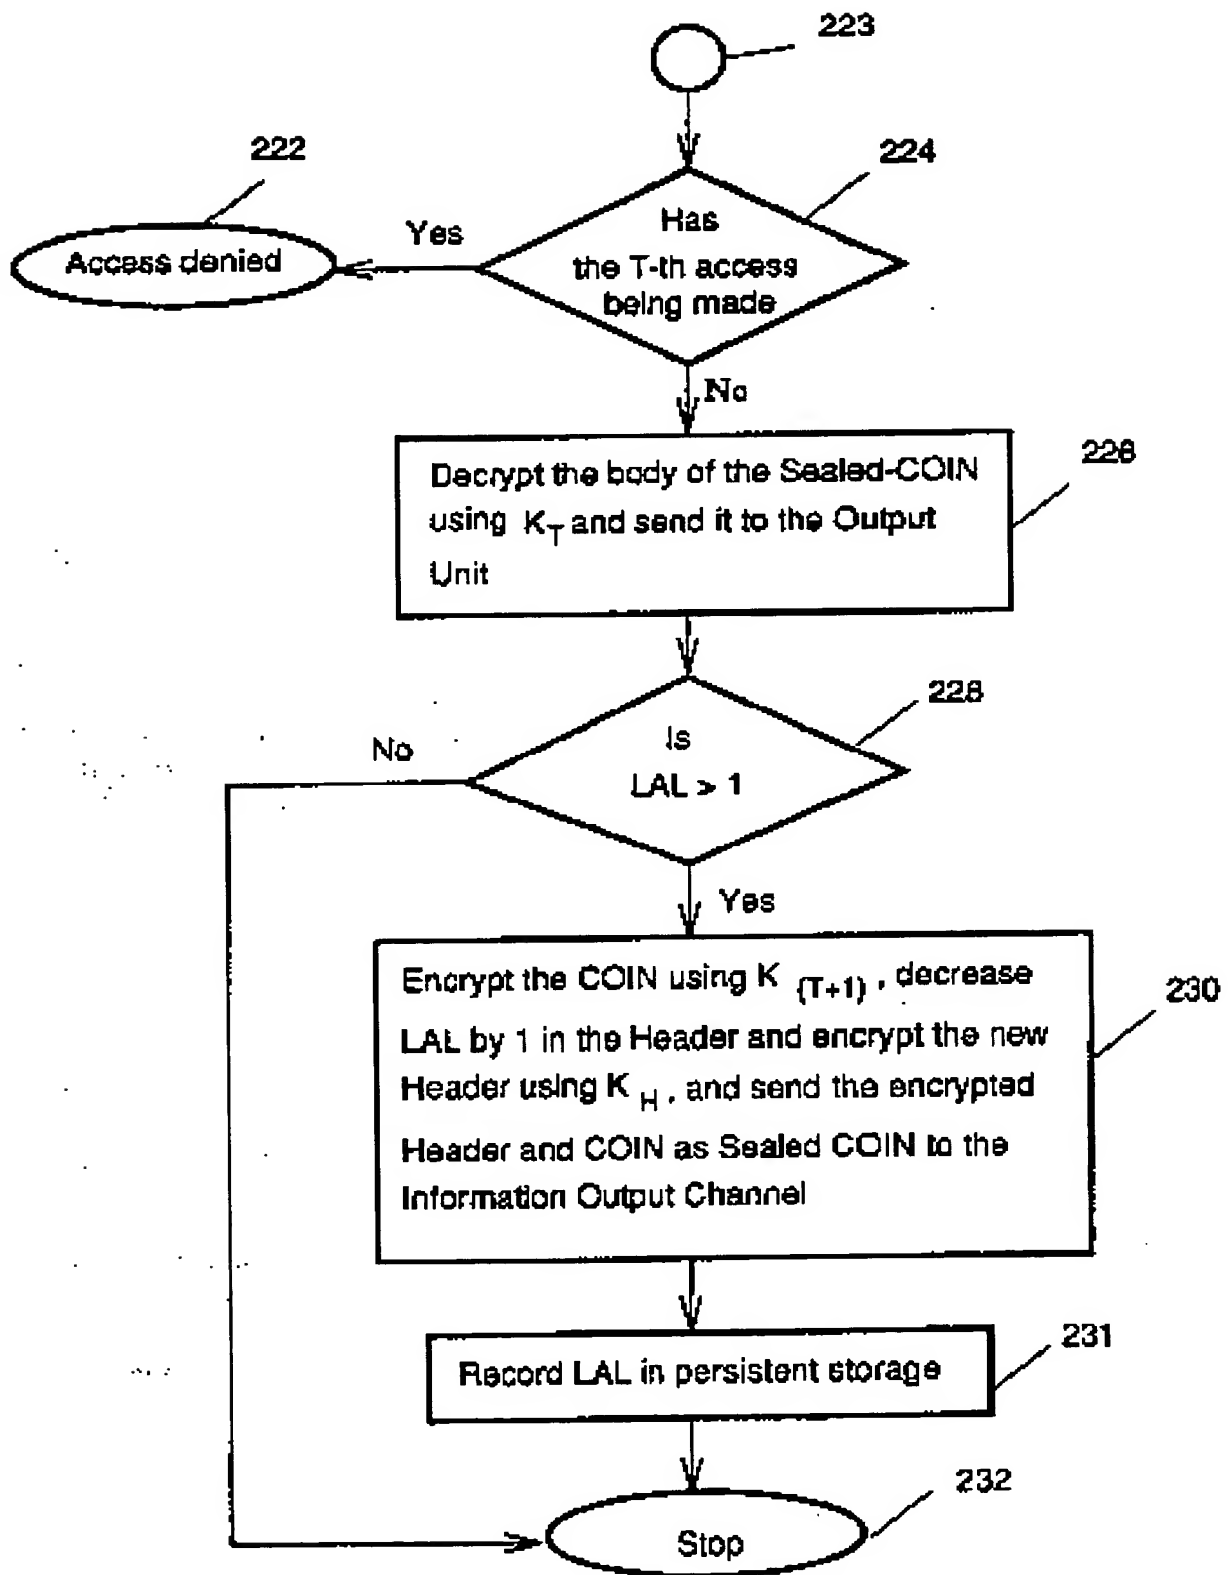 223
222
224
Access denied
Yes
Has
the T-th access
being made
No
226
Decrypt the body of the Sealed-COIN
using K_T and send it to the Output
Unit
228
No
Is
LAL > 1
Yes
230
Encrypt the COIN using K_(T+1), decrease
LAL by 1 in the Header and encrypt the new
Header using K_H, and send the encrypted
Header and COIN as Sealed COIN to the
Information Output Channel
231
Record LAL in persistent storage
232
Stop